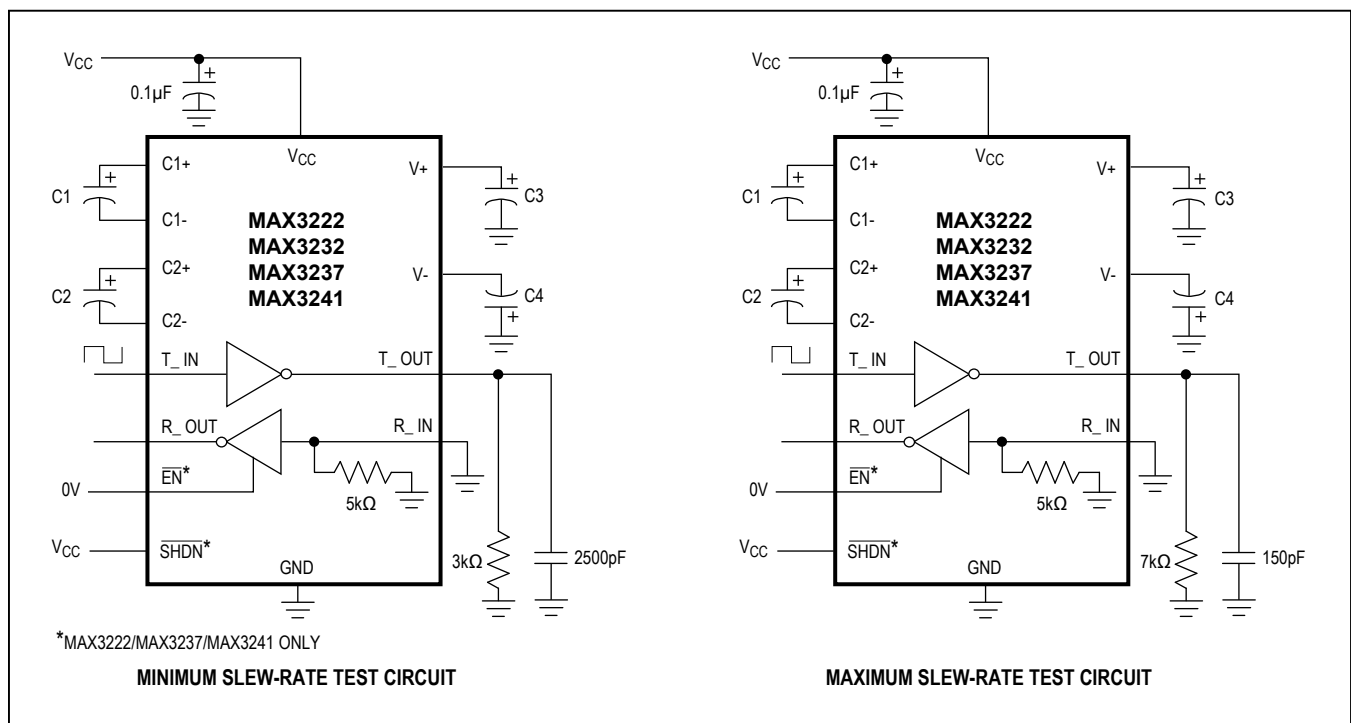 VCC
0.1µF
+
VCC
C1+
C1
+
C1-
C2+
C2
+
C2-
V+
+
C3
V-
C4
+
MAX3222
MAX3232
MAX3237
MAX3241
T_ IN
T_ OUT
R_ OUT
R_ IN
EN*
0V
5kΩ
VCC
SHDN*
GND
3kΩ
2500pF
*MAX3222/MAX3237/MAX3241 ONLY
MINIMUM SLEW-RATE TEST CIRCUIT
VCC
0.1µF
+
VCC
C1+
C1
+
C1-
C2+
C2
+
C2-
V+
+
C3
V-
C4
+
MAX3222
MAX3232
MAX3237
MAX3241
T_ IN
T_ OUT
R_ OUT
R_ IN
EN*
0V
5kΩ
VCC
SHDN*
GND
7kΩ
150pF
MAXIMUM SLEW-RATE TEST CIRCUIT